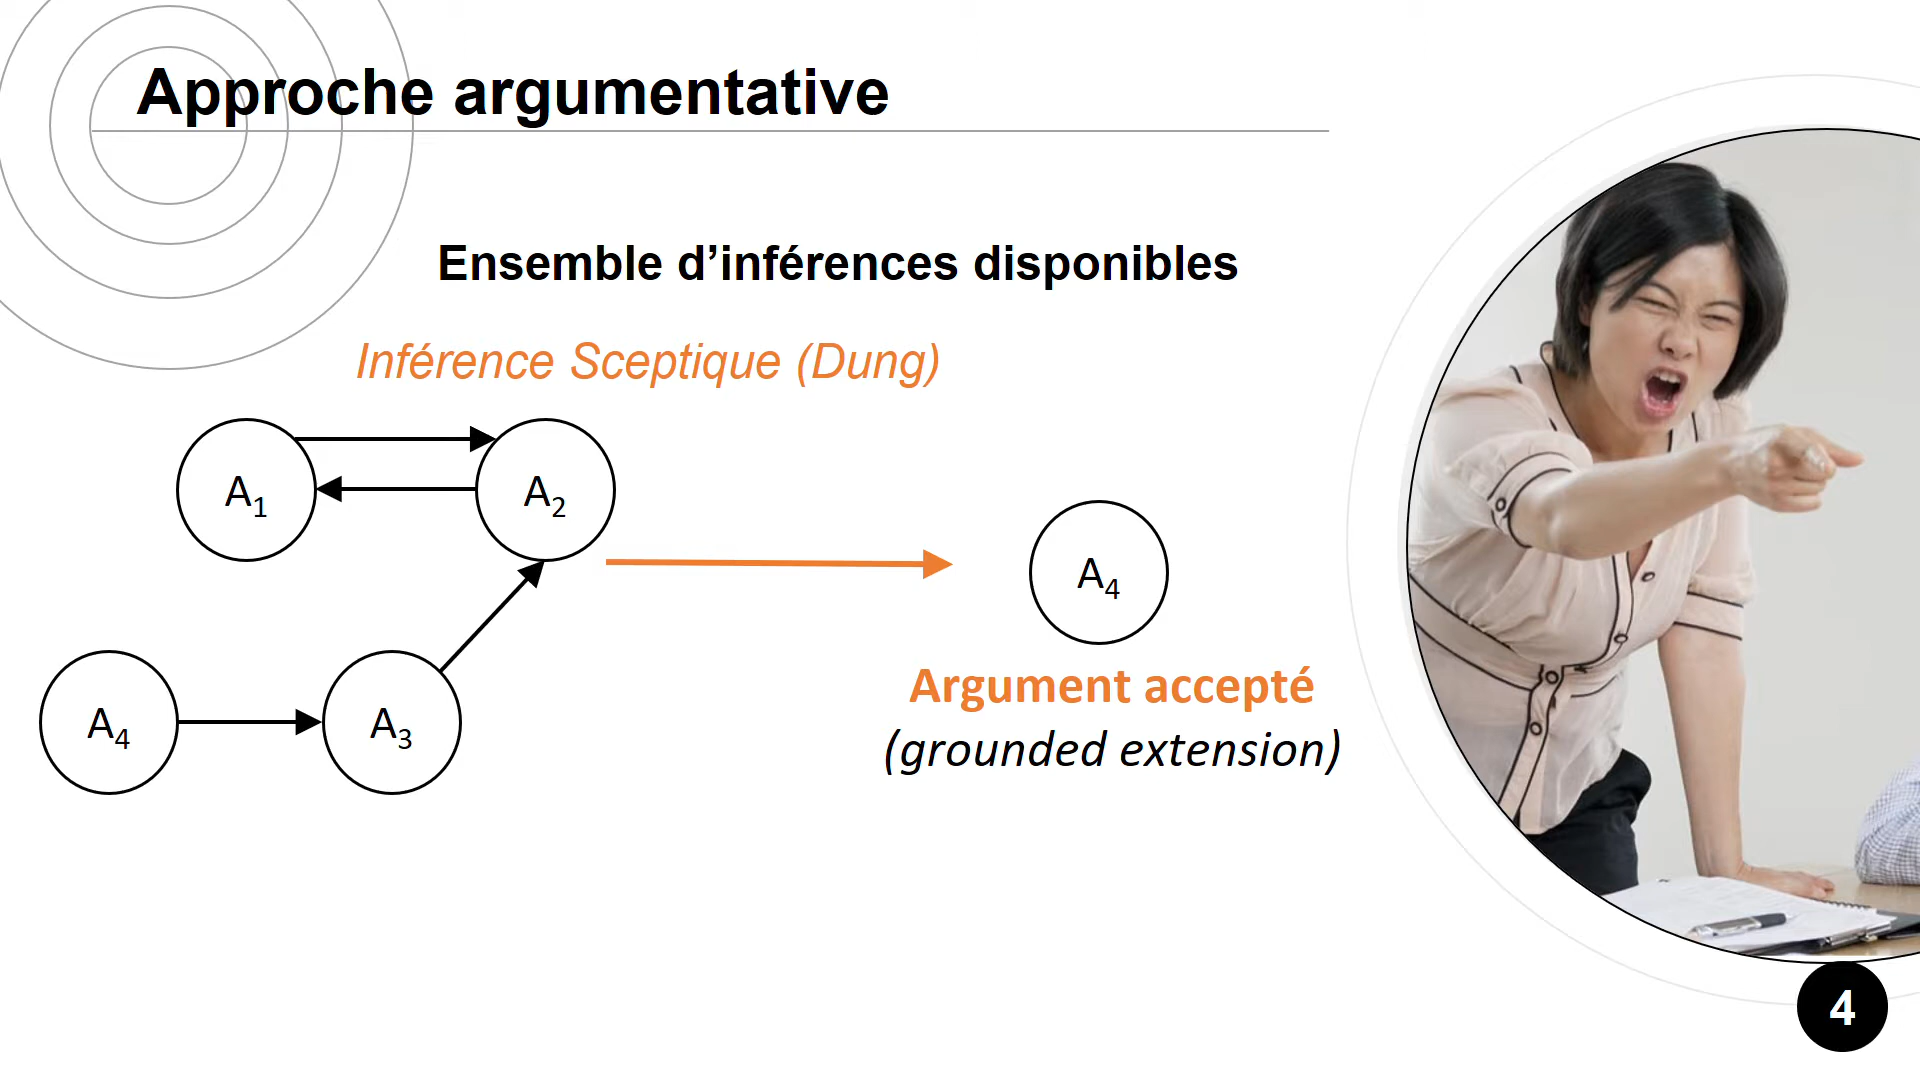 Approche argumentative
Ensemble d’inférences disponibles
Inférence Sceptique (Dung)
A1
A2
A4
A4
A3
Argument accepté
(grounded extension)
4